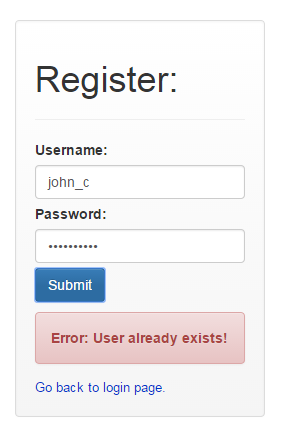 Register:
Username:
john_c
Password:
••••••••••
Submit
Error: User already exists!
Go back to login page.